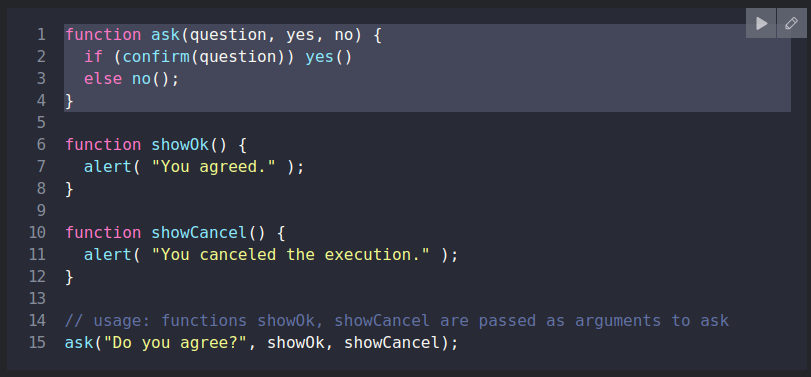 1 function ask(question, yes, no) {
2   if (confirm(question)) yes()
3   else no();
4 }
5
6 function showOk() {
7   alert( "You agreed." );
8 }
9
10 function showCancel() {
11   alert( "You canceled the execution." );
12 }
13
14 // usage: functions showOk, showCancel are passed as arguments to ask
15 ask("Do you agree?", showOk, showCancel);